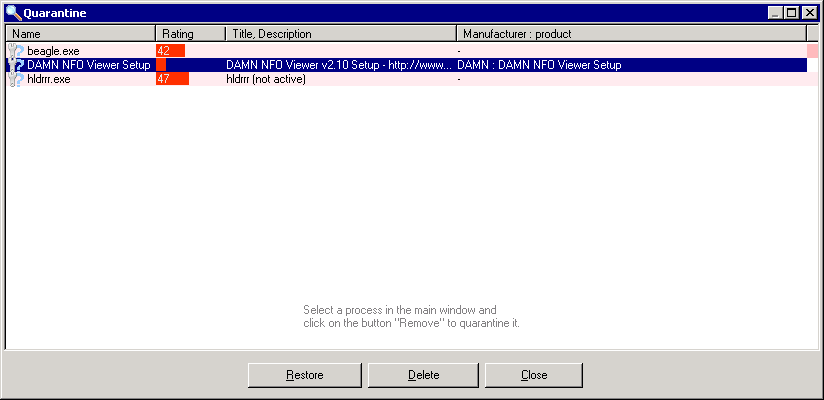 Quarantine
Name Rating Title, Description Manufacturer : product
beagle.exe 42 -
DAMN NFO Viewer Setup DAMN NFO Viewer v2.10 Setup - http://www... DAMN : DAMN NFO Viewer Setup
hldrrr.exe 47 hldrrr (not active) -
Select a process in the main window and
click on the button "Remove" to quarantine it.
Restore Delete Close